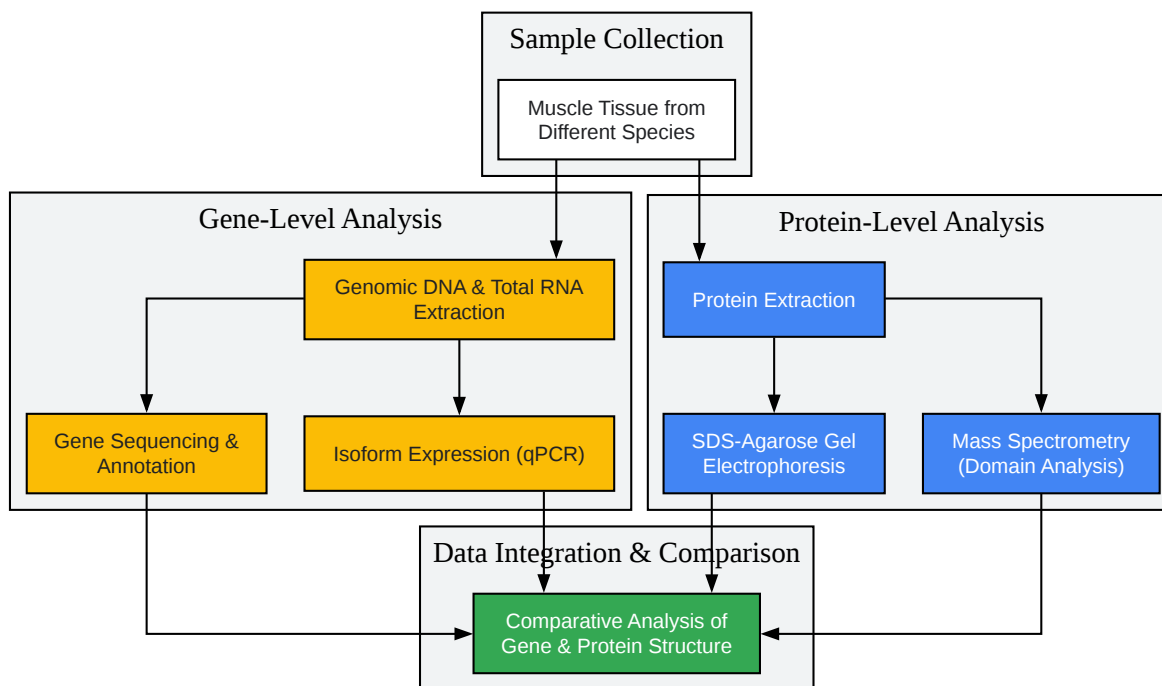 Sample Collection
Muscle Tissue from
Different Species
Gene-Level Analysis
Protein-Level Analysis
Genomic DNA & Total RNA
Extraction
Protein Extraction
Gene Sequencing &
Annotation
Isoform Expression (qPCR)
SDS-Agarose Gel
Electrophoresis
Mass Spectrometry
(Domain Analysis)
Data Integration & Comparison
Comparative Analysis of
Gene & Protein Structure